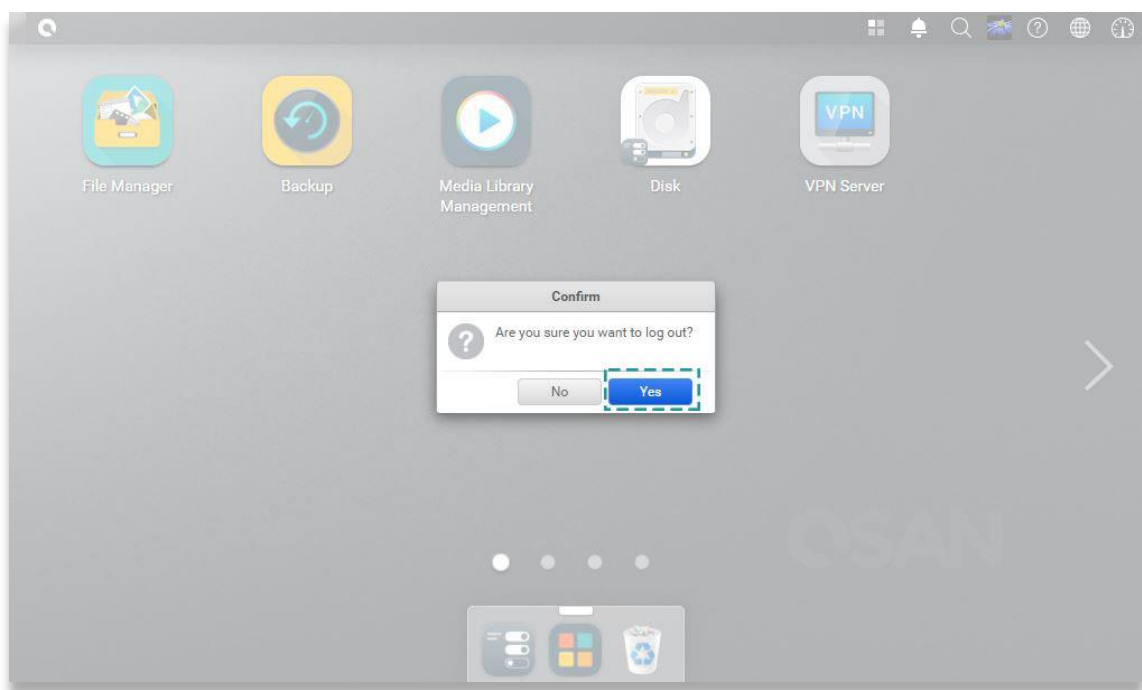 VPN
File Manager
Backup
Media Library
Management
Disk
VPN Server
Confirm
Are you sure you want to log out?
No
Yes
QSAN